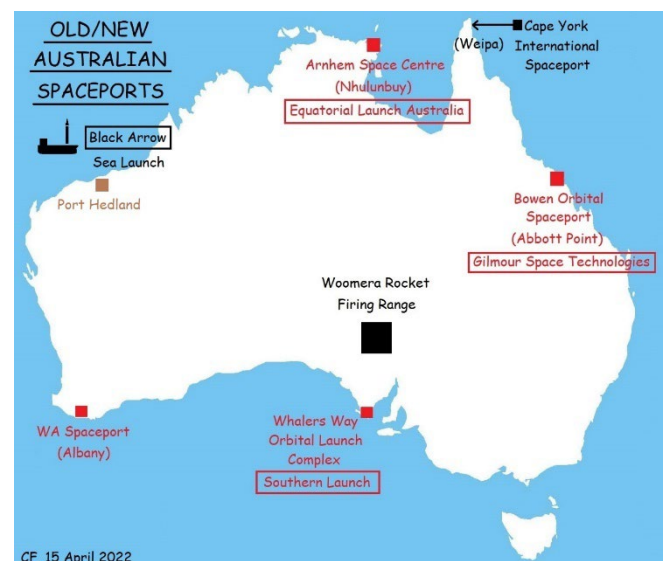 OLD/NEW
AUSTRALIAN
SPACEPORTS
Black Arrow
Sea Launch
Port Hedland
Arnhem Space Centre
(Nhulunbuy)
Equatorial Launch Australia
(Weipa)
Cape York
International
Spaceport
Bowen Orbital
Spaceport
(Abbott Point)
Gilmour Space Technologies
Woomera Rocket
Firing Range
WA Spaceport
(Albany)
Whalers Way
Orbital Launch
Complex
Southern Launch
CF 15 April 2022